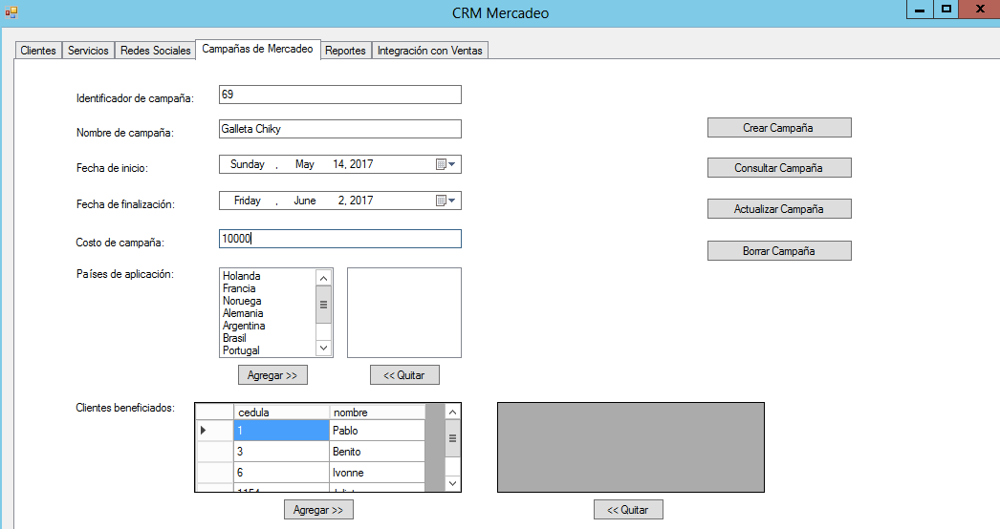 CRM Mercadeo
Clientes Servicios Redes Sociales Campañas de Mercadeo Reportes Integración con Ventas
Identificador de campaña: 69
Nombre de campaña: Galleta Chiky
Crear Campaña
Fecha de inicio: Sunday , May 14, 2017
Consultar Campaña
Fecha de finalización: Friday , June 2, 2017
Actualizar Campaña
Costo de campaña: 10000
Borrar Campaña
Países de aplicación:
Holanda
Francia
Noruega
Alemania
Argentina
Brasil
Portugal
Agregar >> << Quitar
Clientes beneficiados:
cedula nombre
1 Pablo
3 Benito
6 Ivonne
Agregar >> << Quitar